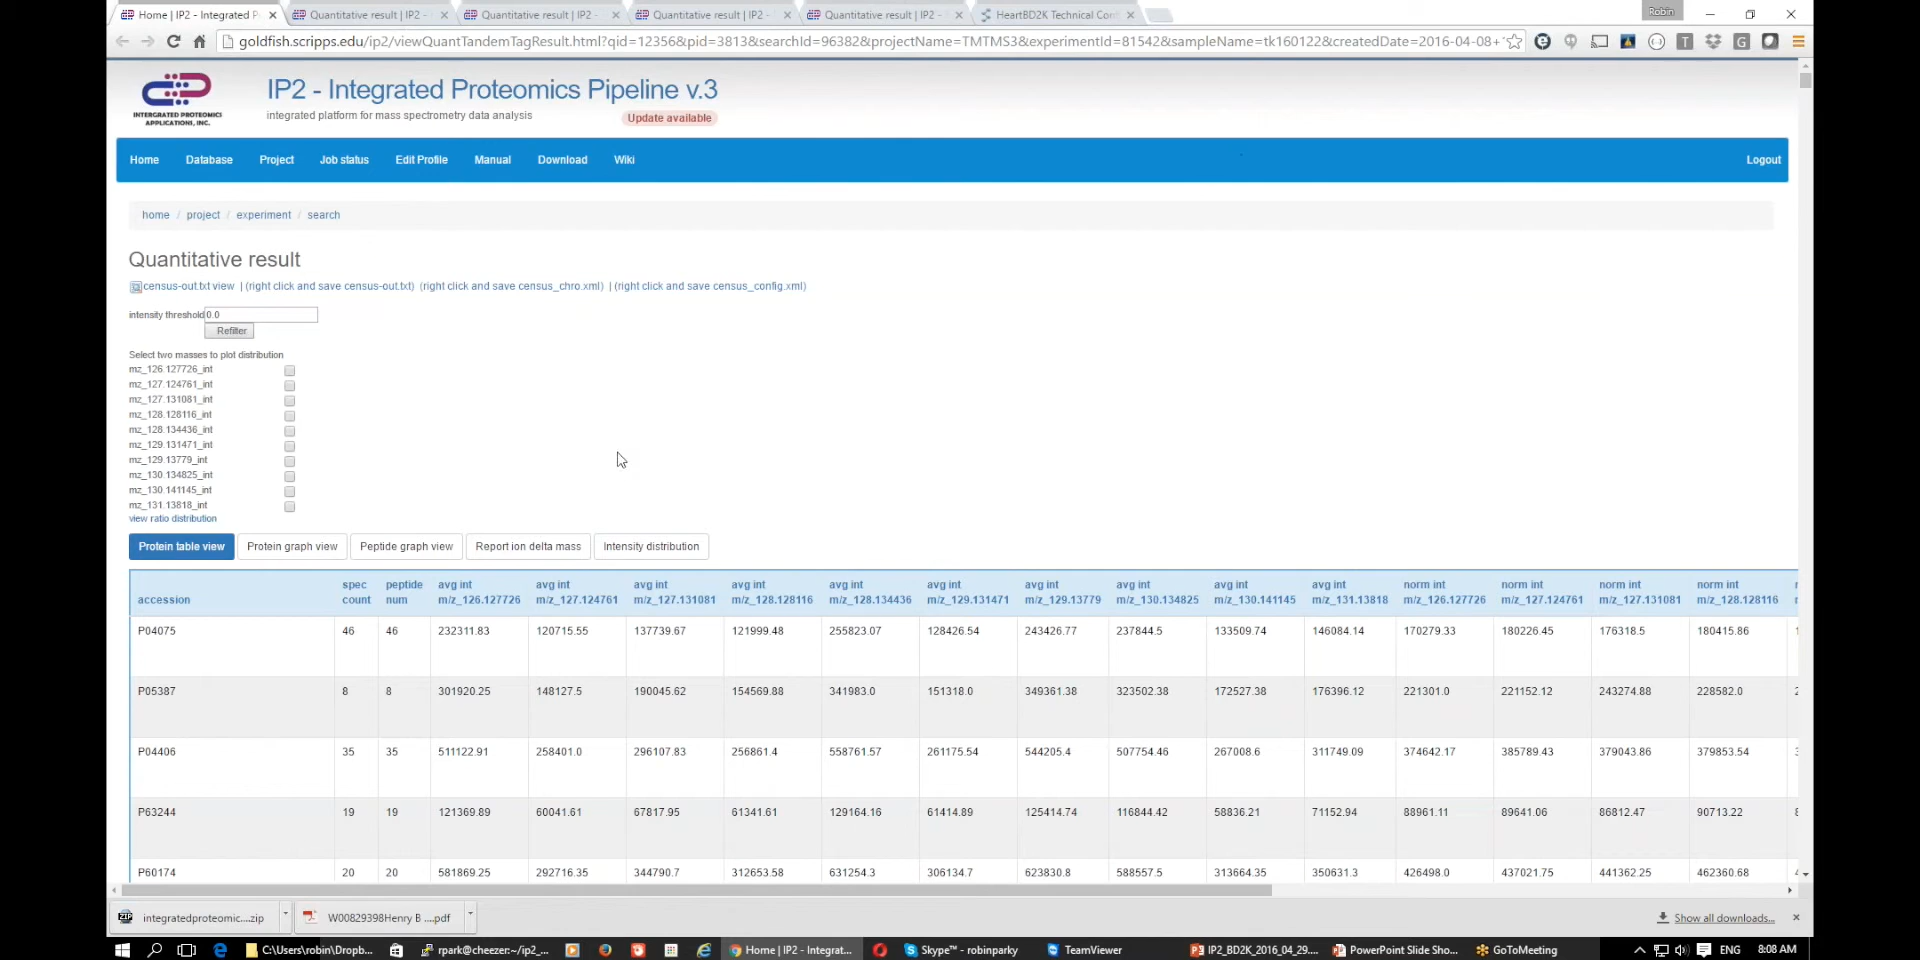 Home | IP2 - Integrated P
Quantitative result | IP2 -
Quantitative result | IP2 -
Quantitative result | IP2 -
Quantitative result | IP2 -
HeartBD2K Technical Con
Robin
goldfish.scripps.edu/ip2/viewQuantTandemTagResult.html?qid=12356&pid=3813&searchId=96382&projectName=TMTMS3&experimentId=81542&sampleName=tk160122&createdDate=2016-04-08+
INTERGRATED PROTEOMICS
APPLICATIONS, INC.
IP2 - Integrated Proteomics Pipeline v.3
integrated platform for mass spectrometry data analysis
Update available
Home Database Project Job status Edit Profile Manual Download Wiki Logout
home / project / experiment / search
Quantitative result
census-out.txt view | (right click and save census-out.txt) (right click and save census_chro.xml) | (right click and save census_config.xml)
intensity threshold 0.0
Refilter
Select two masses to plot distribution
mz_126.127726_int
mz_127.124761_int
mz_127.131081_int
mz_128.128116_int
mz_128.134436_int
mz_129.131471_int
mz_129.13779_int
mz_130.134825_int
mz_130.141145_int
mz_131.13818_int
view ratio distribution
Protein table view Protein graph view Peptide graph view Report ion delta mass Intensity distribution
accession spec count peptide num avg int m/z_126.127726 avg int m/z_127.124761 avg int m/z_127.131081 avg int m/z_128.128116 avg int m/z_128.134436 avg int m/z_129.131471 avg int m/z_129.13779 avg int m/z_130.134825 avg int m/z_130.141145 avg int m/z_131.13818 norm int m/z_126.127726 norm int m/z_127.124761 norm int m/z_127.131081 norm int m/z_128.128116
P04075 46 46 232311.83 120715.55 137739.67 121999.48 255823.07 128426.54 243426.77 237844.5 133509.74 146084.14 170279.33 180226.45 176318.5 180415.86
P05387 8 8 301920.25 148127.5 190045.62 154569.88 341983.0 151318.0 349361.38 323502.38 172527.38 176396.12 221301.0 221152.12 243274.88 228582.0
P04406 35 35 511122.91 258401.0 296107.83 256861.4 558761.57 261175.54 544205.4 507754.46 267008.6 311749.09 374642.17 385789.43 379043.86 379853.54
P63244 19 19 121369.89 60041.61 67817.95 61341.61 129164.16 61414.89 125414.74 116844.42 58836.21 71152.94 88961.11 89641.06 86812.47 90713.22
P60174 20 20 581869.25 292716.35 344790.7 312653.58 631254.3 306134.7 623830.8 588557.5 313664.35 350631.3 426498.0 437021.75 441362.25 462360.68
integratedproteomic....zip
W00829398Henry B ....pdf
Show all downloads...
C:\Users\robin\Dropb...
rpark@cheezer:~/ip2_...
Home | IP2 - Integrat...
Skype™ - robinparky
TeamViewer
IP2_BD2K_2016_04_29....
PowerPoint Slide Sho...
GoToMeeting
ENG
8:08 AM